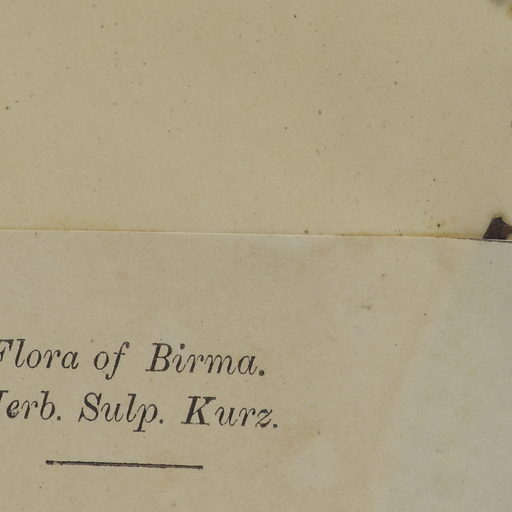 Flora of Birma.
Herb. Sulp. Kurz.